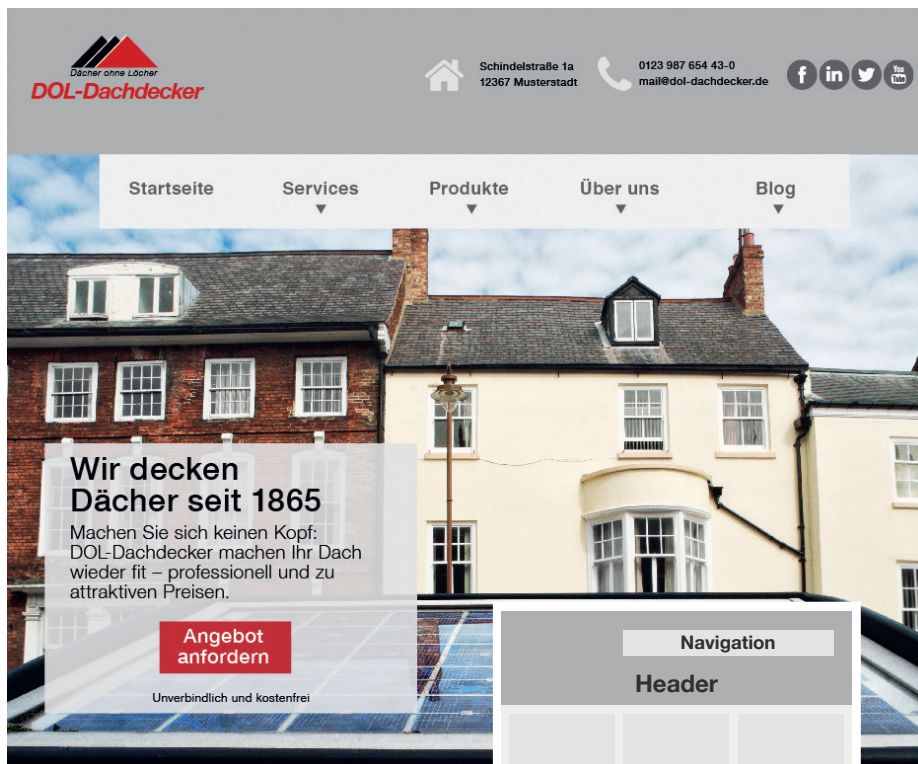 Dächer ohne Löcher
DOL-Dachdecker
Schindelstraße 1a
12367 Musterstadt
0123 987 654 43-0
mail@dol-dachdecker.de
f
in
You
Tube
Startseite
Services
Produkte
Über uns
Blog
Wir decken
Dächer seit 1865
Machen Sie sich keinen Kopf:
DOL-Dachdecker machen Ihr Dach
wieder fit – professionell und zu
attraktiven Preisen.
Angebot
anfordern
Unverbindlich und kostenfrei
Navigation
Header